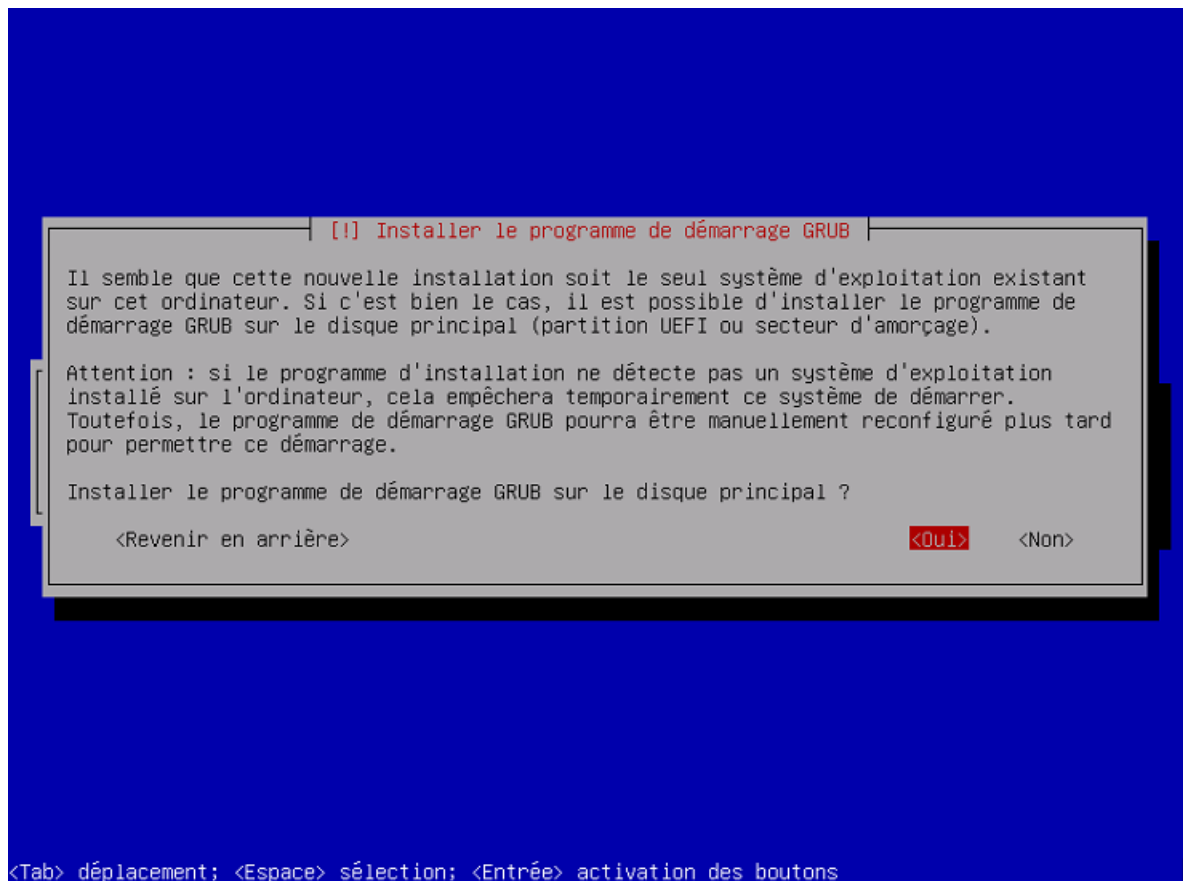 [!] Installer le programme de démarrage GRUB
Il semble que cette nouvelle installation soit le seul système d'exploitation existant
sur cet ordinateur. Si c'est bien le cas, il est possible d'installer le programme de
démarrage GRUB sur le disque principal (partition UEFI ou secteur d'amorçage).
Attention : si le programme d'installation ne détecte pas un système d'exploitation
installé sur l'ordinateur, cela empêchera temporairement ce système de démarrer.
Toutefois, le programme de démarrage GRUB pourra être manuellement reconfiguré plus tard
pour permettre ce démarrage.
Installer le programme de démarrage GRUB sur le disque principal ?
<Revenir en arrière> <Oui> <Non>
<Tab> déplacement; <Espace> sélection; <Entrée> activation des boutons